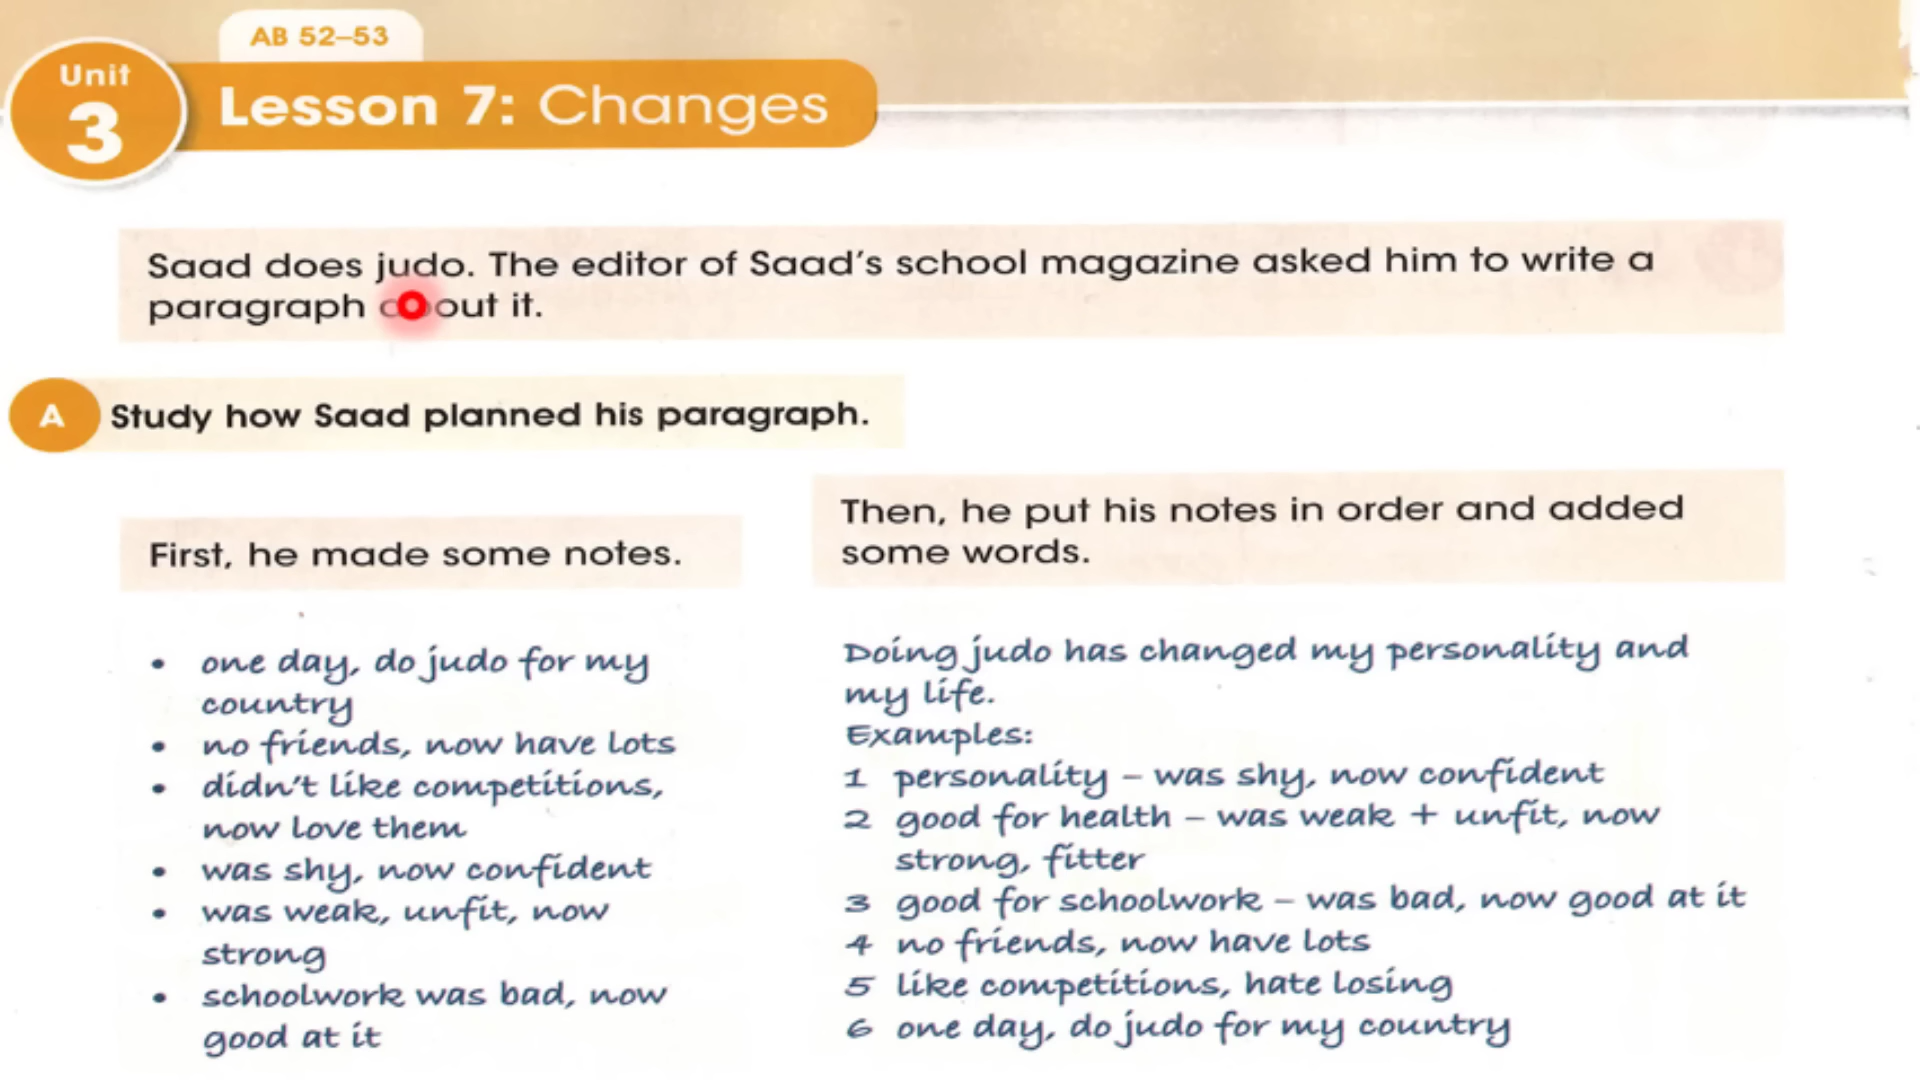 AB 52–53
Unit
3
Lesson 7: Changes
Saad does judo. The editor of Saad's school magazine asked him to write a
paragraph about it.
A
Study how Saad planned his paragraph.
First, he made some notes.
• one day, do judo for my
country
• no friends, now have lots
• didn't like competitions,
now love them
• was shy, now confident
• was weak, unfit, now
strong
• schoolwork was bad, now
good at it
Then, he put his notes in order and added
some words.
Doing judo has changed my personality and
my life.
Examples:
1 personality – was shy, now confident
2 good for health – was weak + unfit, now
strong, fitter
3 good for schoolwork – was bad, now good at it
4 no friends, now have lots
5 like competitions, hate losing
6 one day, do judo for my country